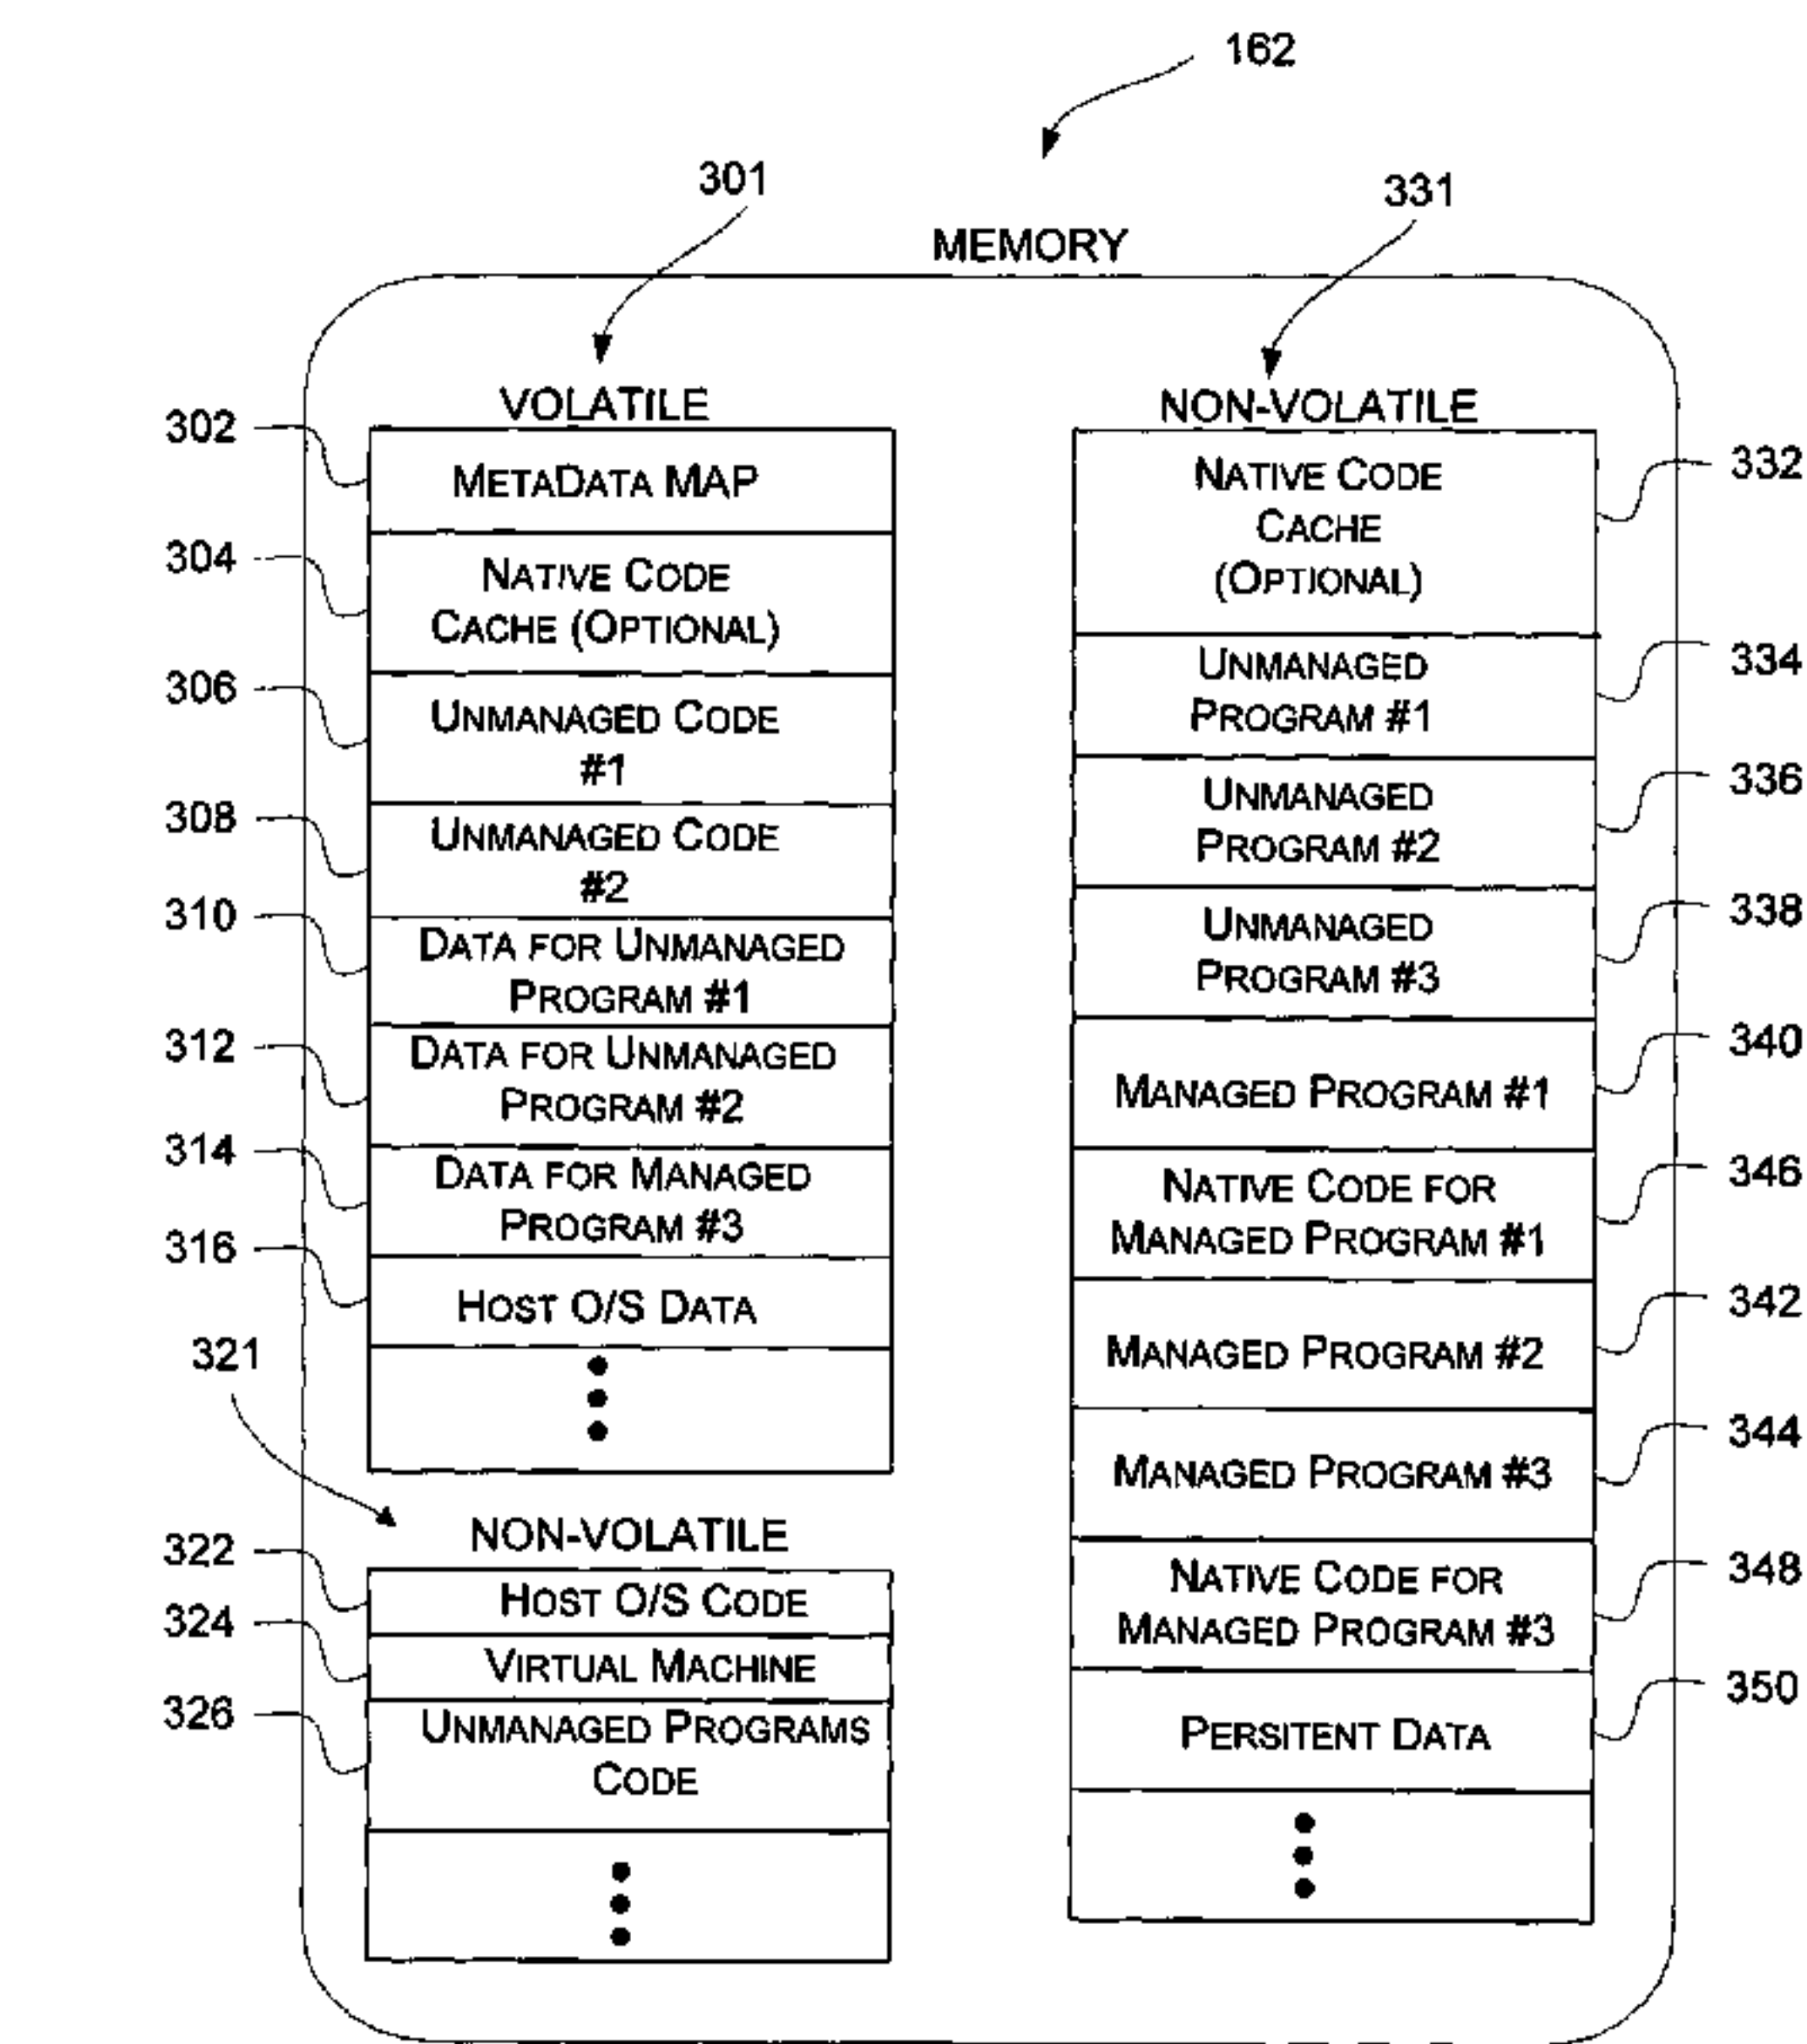 162
301
331
MEMORY
VOLATILE
302
METADATA MAP
304
NATIVE CODE
CACHE (OPTIONAL)
306
UNMANAGED CODE
#1
308
UNMANAGED CODE
#2
310
DATA FOR UNMANAGED
PROGRAM #1
312
DATA FOR UNMANAGED
PROGRAM #2
314
DATA FOR MANAGED
PROGRAM #3
316
HOST O/S DATA
321
NON-VOLATILE
322
HOST O/S CODE
324
VIRTUAL MACHINE
326
UNMANAGED PROGRAMS
CODE
NON-VOLATILE
NATIVE CODE
CACHE
(OPTIONAL)
332
UNMANAGED
PROGRAM #1
334
UNMANAGED
PROGRAM #2
336
UNMANAGED
PROGRAM #3
338
MANAGED PROGRAM #1
340
NATIVE CODE FOR
MANAGED PROGRAM #1
346
MANAGED PROGRAM #2
342
MANAGED PROGRAM #3
344
NATIVE CODE FOR
MANAGED PROGRAM #3
348
PERSITENT DATA
350